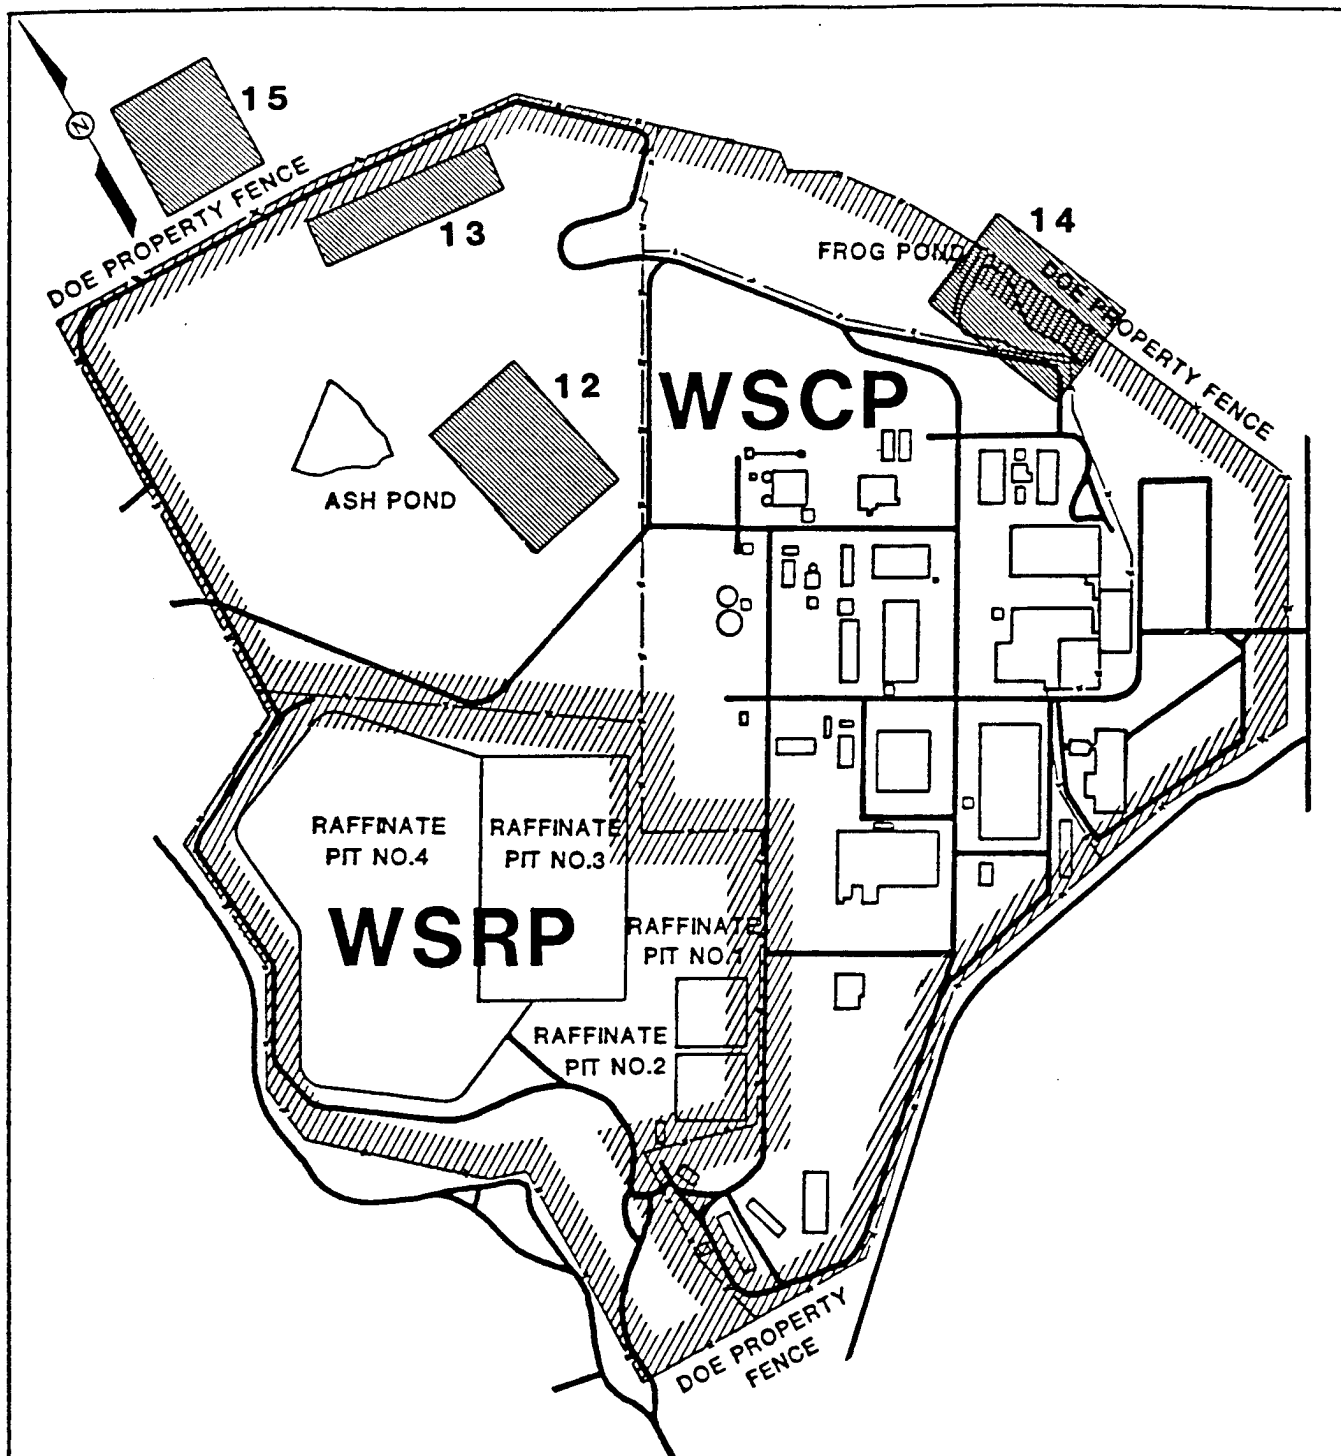 N
15
DOE PROPERTY FENCE
13
14
FROG POND
DOE PROPERTY FENCE
12
WSCP
ASH POND
RAFFINATE
PIT NO.4
RAFFINATE
PIT NO.3
WSRP
RAFFINATE
PIT NO.1
RAFFINATE
PIT NO.2
DOE PROPERTY
FENCE